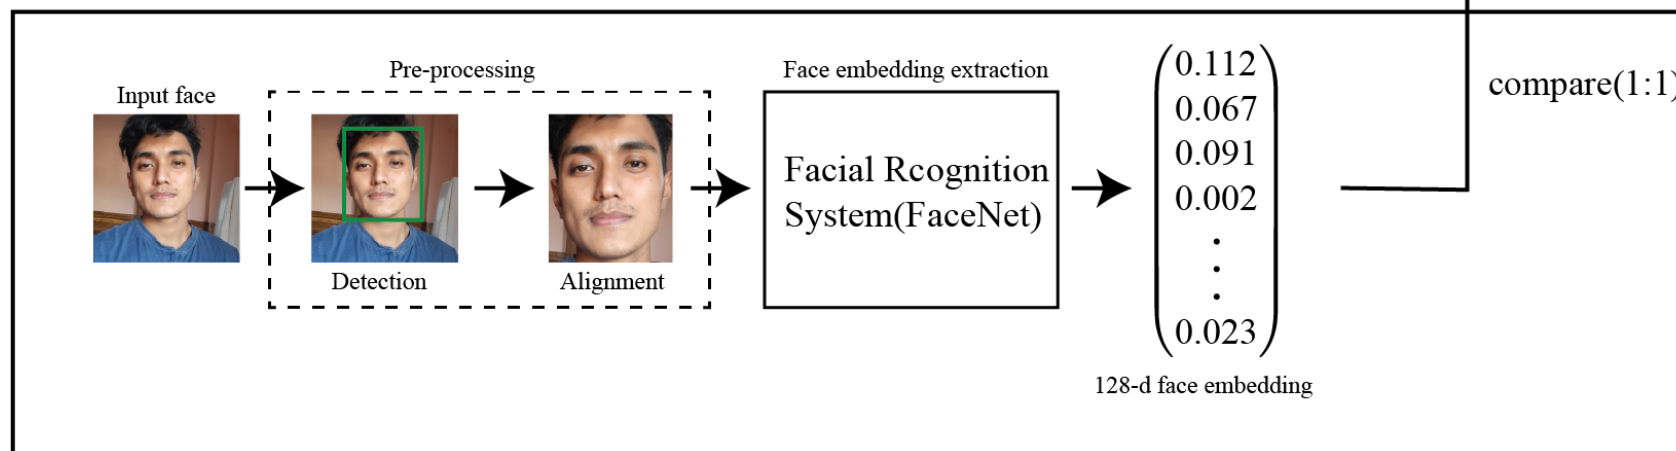 Input face
Pre-processing
Detection
Alignment
Face embedding extraction
Facial Rcognition
System(FaceNet)
0.112
0.067
0.091
0.002
.
.
.
0.023
128-d face embedding
compare(1:1)